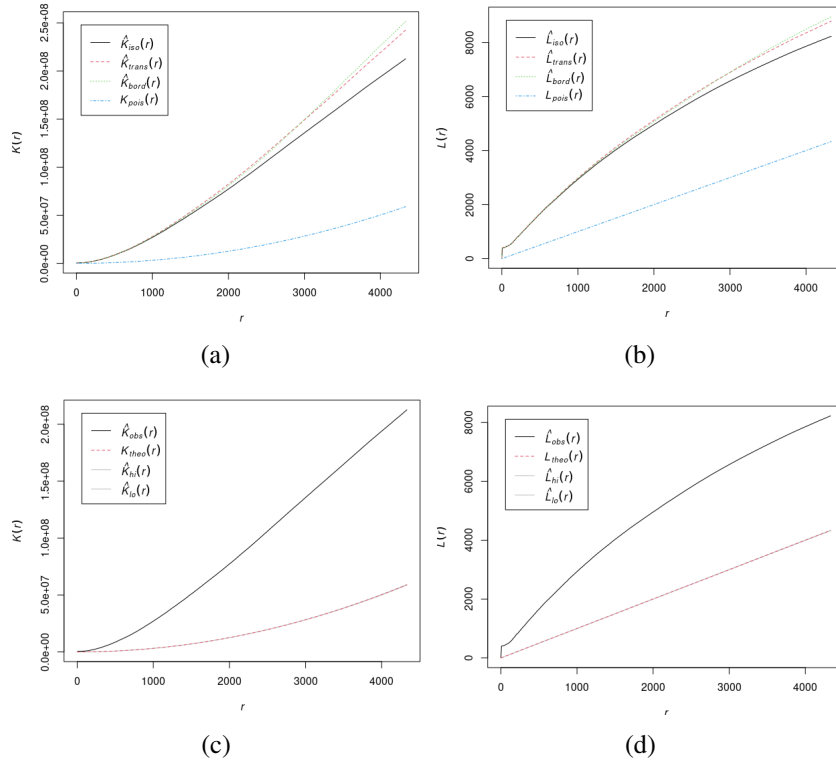 K̂iso(r)
K̂trans(r)
K̂bord(r)
Kpois(r)
K(r)
0.0e+00 5.0e+07 1.0e+08 1.5e+08 2.0e+08 2.5e+08
0 1000 2000 3000 4000
r
(a)
L̂iso(r)
L̂trans(r)
L̂bord(r)
Lpois(r)
L(r)
0 2000 4000 6000 8000
0 1000 2000 3000 4000
r
(b)
K̂obs(r)
Ktheo(r)
K̂hi(r)
K̂lo(r)
K(r)
0.0e+00 5.0e+07 1.0e+08 1.5e+08 2.0e+08
0 1000 2000 3000 4000
r
(c)
L̂obs(r)
Ltheo(r)
L̂hi(r)
L̂lo(r)
L(r)
0 2000 4000 6000 8000
0 1000 2000 3000 4000
r
(d)